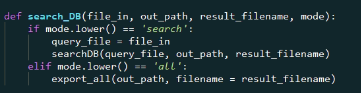 def search_DB(file_in, out_path, result_filename, mode):
    if mode.lower() == 'search':
        query_file = file_in
        searchDB(query_file, out_path, result_filename)
    elif mode.lower() == 'all':
        export_all(out_path, filename = result_filename)